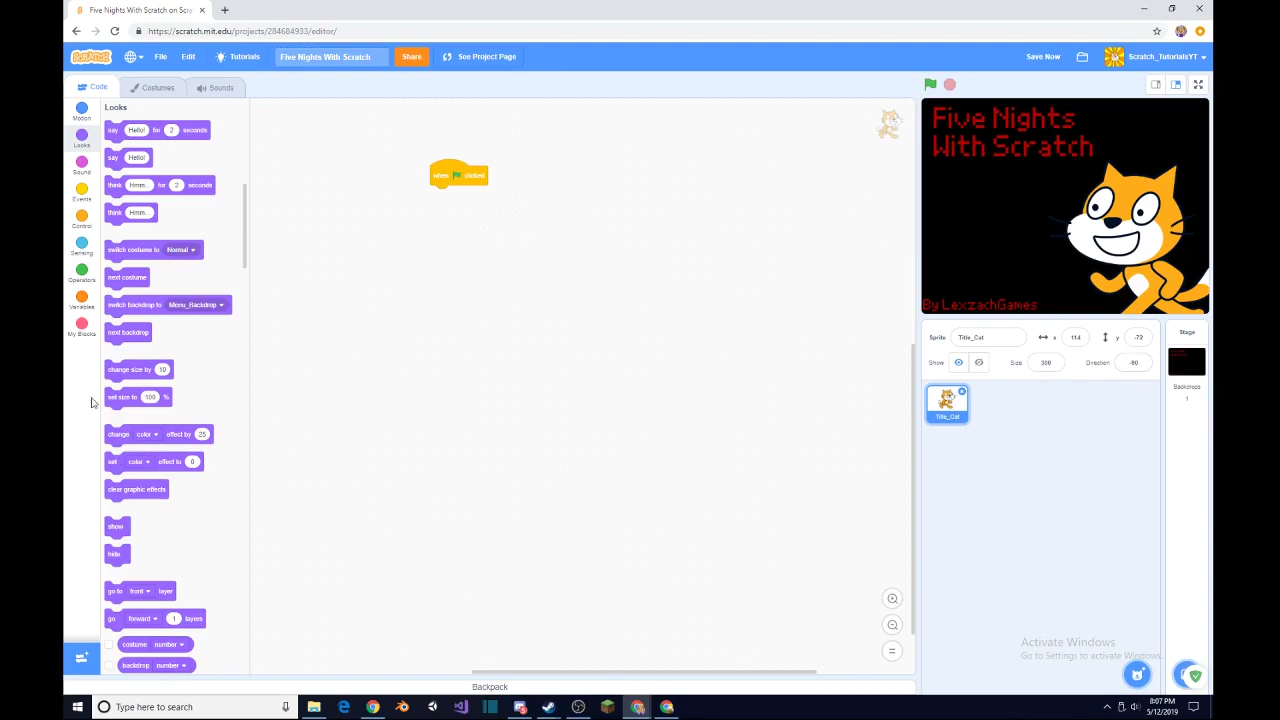 Five Nights With Scratch on Scr
https://scratch.mit.edu/projects/284684933/editor/
SCRATCH
File
Edit
Tutorials
Five Nights With Scratch
Share
See Project Page
Save Now
Scratch_TutorialsYT
Code
Costumes
Sounds
Motion
Looks
Sound
Events
Control
Sensing
Operators
Variables
My Blocks
Looks
say Hello! for 2 seconds
say Hello!
think Hmm... for 2 seconds
think Hmm...
switch costume to Normal
next costume
switch backdrop to Menu_Backdrop
next backdrop
change size by 10
set size to 100 %
change color effect by 25
set color effect to 0
clear graphic effects
show
hide
go to front layer
go forward 1 layers
costume number
backdrop number
when clicked
Five Nights
With Scratch
By LexzachGames
Sprite Title_Cat x 114 y -72
Show Size 300 Direction -90
Title_Cat
Stage
Backdrops
1
Activate Windows
Go to Settings to activate Windows.
Backpack
Type here to search
8:07 PM
5/12/2019